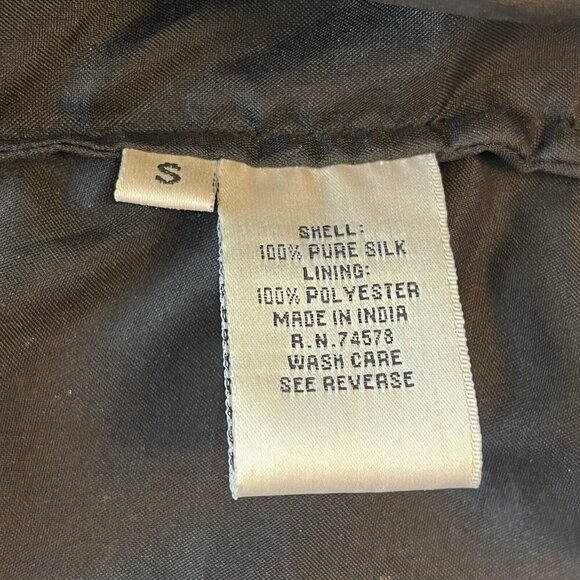 S
SHELL:
100% PURE SILK
LINING:
100% POLYESTER
MADE IN INDIA
R.N. 74578
WASH CARE
SEE REVERSE